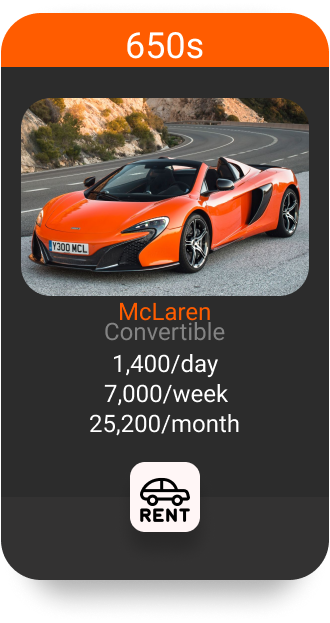 650s
Y300 MCL
McLaren
Convertible
1,400/day
7,000/week
25,200/month
RENT